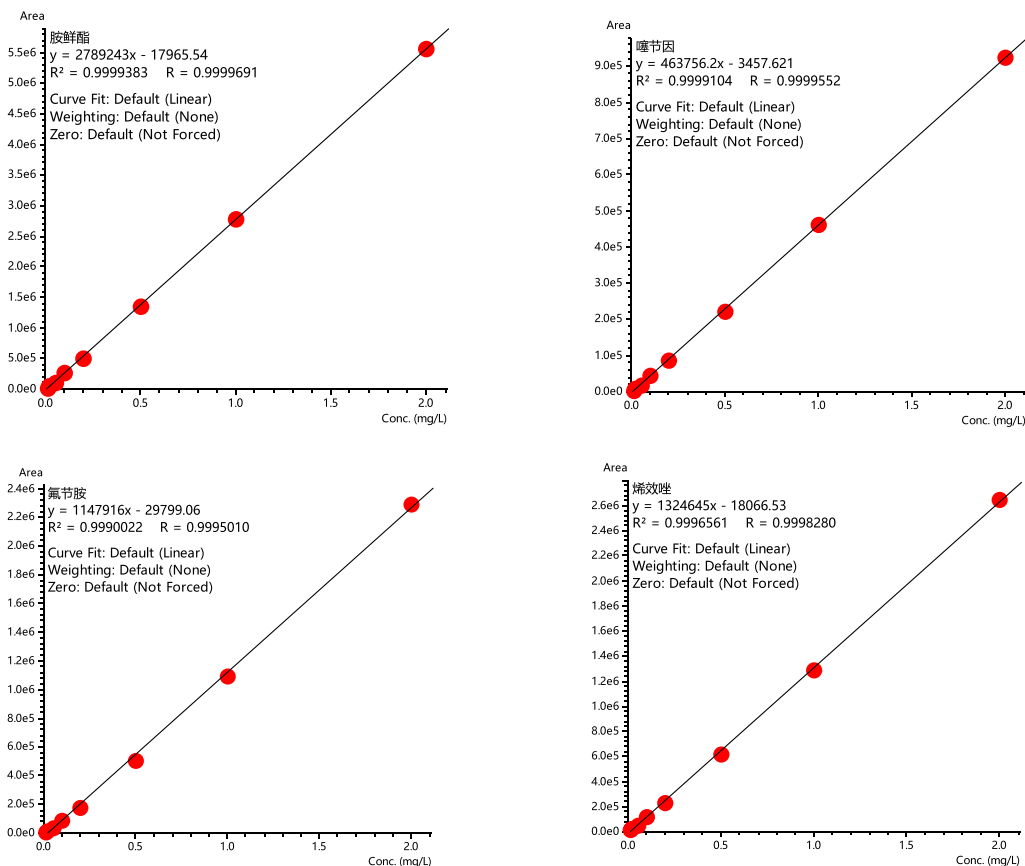 Area
胺鲜酯
y = 2789243x - 17965.54
R² = 0.9999383 R = 0.9999691
Curve Fit: Default (Linear)
Weighting: Default (None)
Zero: Default (Not Forced)
5.5e6
5.0e6
4.5e6
4.0e6
3.5e6
3.0e6
2.5e6
2.0e6
1.5e6
1.0e6
5.0e5
0.0e0
0.0 0.5 1.0 1.5 2.0
Conc. (mg/L)
Area
噻节因
y = 463756.2x - 3457.621
R² = 0.9999104 R = 0.9999552
Curve Fit: Default (Linear)
Weighting: Default (None)
Zero: Default (Not Forced)
9.0e5
8.0e5
7.0e5
6.0e5
5.0e5
4.0e5
3.0e5
2.0e5
1.0e5
0.0e0
0.0 0.5 1.0 1.5 2.0
Conc. (mg/L)
Area
氟节胺
y = 1147916x - 29799.06
R² = 0.9990022 R = 0.9995010
Curve Fit: Default (Linear)
Weighting: Default (None)
Zero: Default (Not Forced)
2.4e6
2.2e6
2.0e6
1.8e6
1.6e6
1.4e6
1.2e6
1.0e6
8.0e5
6.0e5
4.0e5
2.0e5
0.0e0
0.0 0.5 1.0 1.5 2.0
Conc. (mg/L)
Area
烯效唑
y = 1324645x - 18066.53
R² = 0.9996561 R = 0.9998280
Curve Fit: Default (Linear)
Weighting: Default (None)
Zero: Default (Not Forced)
2.6e6
2.4e6
2.2e6
2.0e6
1.8e6
1.6e6
1.4e6
1.2e6
1.0e6
8.0e5
6.0e5
4.0e5
2.0e5
0.0e0
0.0 0.5 1.0 1.5 2.0
Conc. (mg/L)